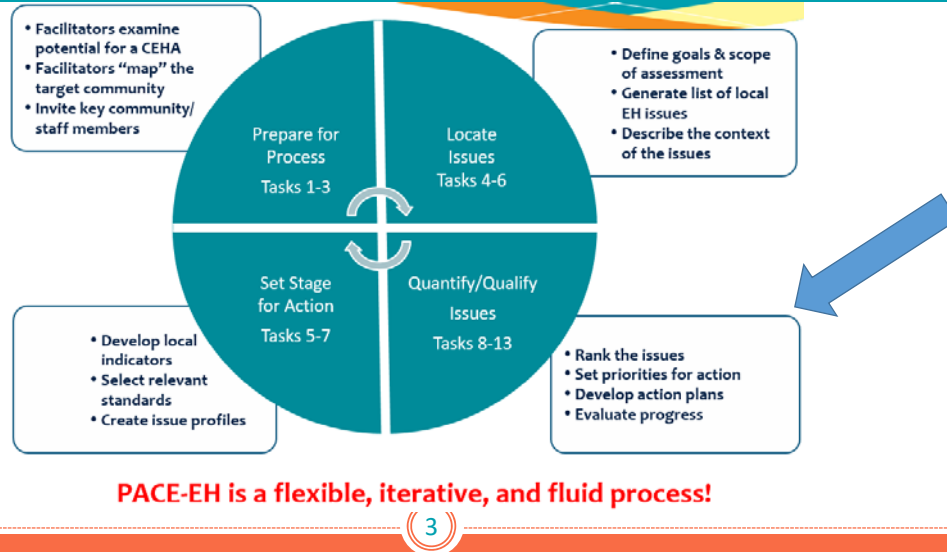 • Facilitators examine
potential for a CEHA
• Facilitators “map” the
target community
• Invite key community/
staff members
• Define goals & scope
of assessment
• Generate list of local
EH issues
• Describe the context
of the issues
Prepare for
Process
Tasks 1-3
Locate
Issues
Tasks 4-6
Set Stage
for Action
Tasks 5-7
Quantify/Qualify
Issues
Tasks 8-13
• Develop local
indicators
• Select relevant
standards
• Create issue profiles
• Rank the issues
• Set priorities for action
• Develop action plans
• Evaluate progress
PACE-EH is a flexible, iterative, and fluid process!
3